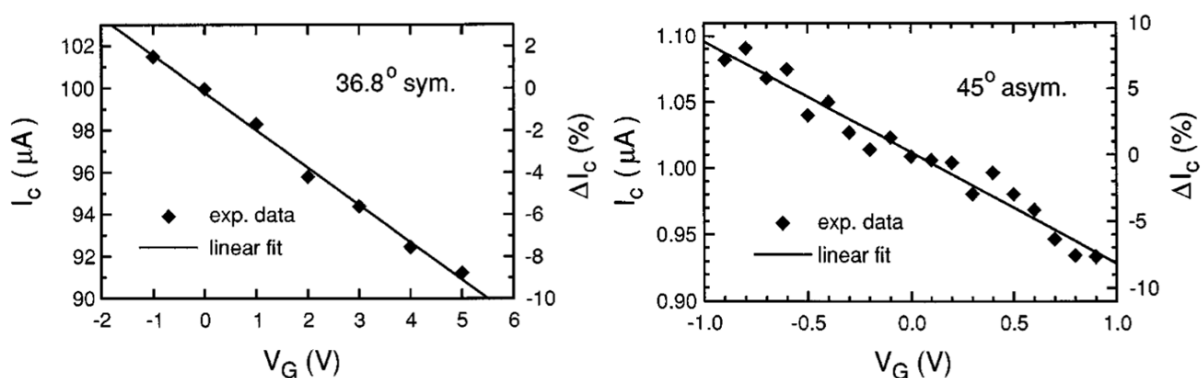 102
100
98
96
94
92
90
I_c (μA)
36.8° sym.
exp. data
linear fit
2
0
-2
-4
-6
-8
-10
ΔI_c (%)
-2 -1 0 1 2 3 4 5 6
V_G (V)
1.10
1.05
1.00
0.95
0.90
I_c (μA)
45° asym.
exp. data
linear fit
10
5
0
-5
-10
ΔI_c (%)
-1.0 -0.5 0.0 0.5 1.0
V_G (V)